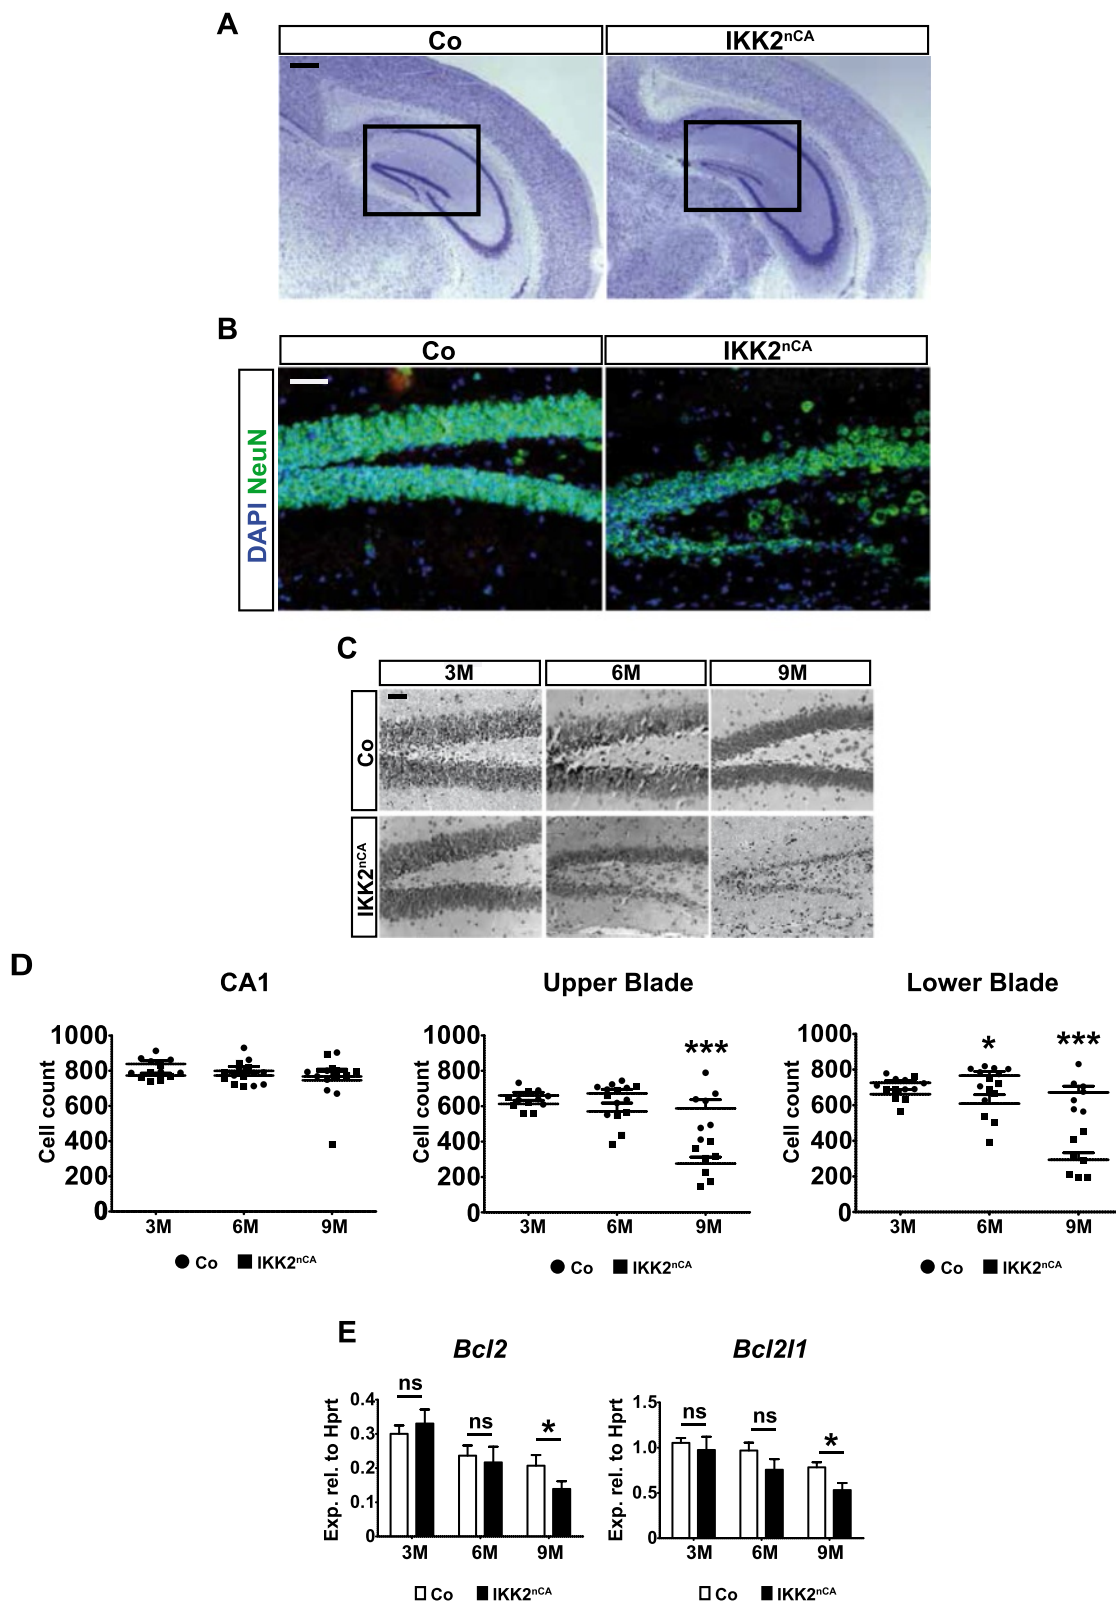 A
Co
IKK2nCA
B
Co
IKK2nCA
DAPI NeuN
C
3M
6M
9M
Co
IKK2nCA
D
CA1
Upper Blade
Lower Blade
Cell count
1000
800
600
400
200
0
3M
6M
9M
Co
IKK2nCA
Cell count
1000
800
600
400
200
0
***
3M
6M
9M
Co
IKK2nCA
Cell count
1000
800
600
400
200
0
*
***
3M
6M
9M
Co
IKK2nCA
E
Bcl2
Bcl2l1
Exp. rel. to Hprt
0.4
0.3
0.2
0.1
0
ns
ns
*
3M
6M
9M
Co
IKK2nCA
Exp. rel. to Hprt
1.5
1.0
0.5
0
ns
ns
*
3M
6M
9M
Co
IKK2nCA